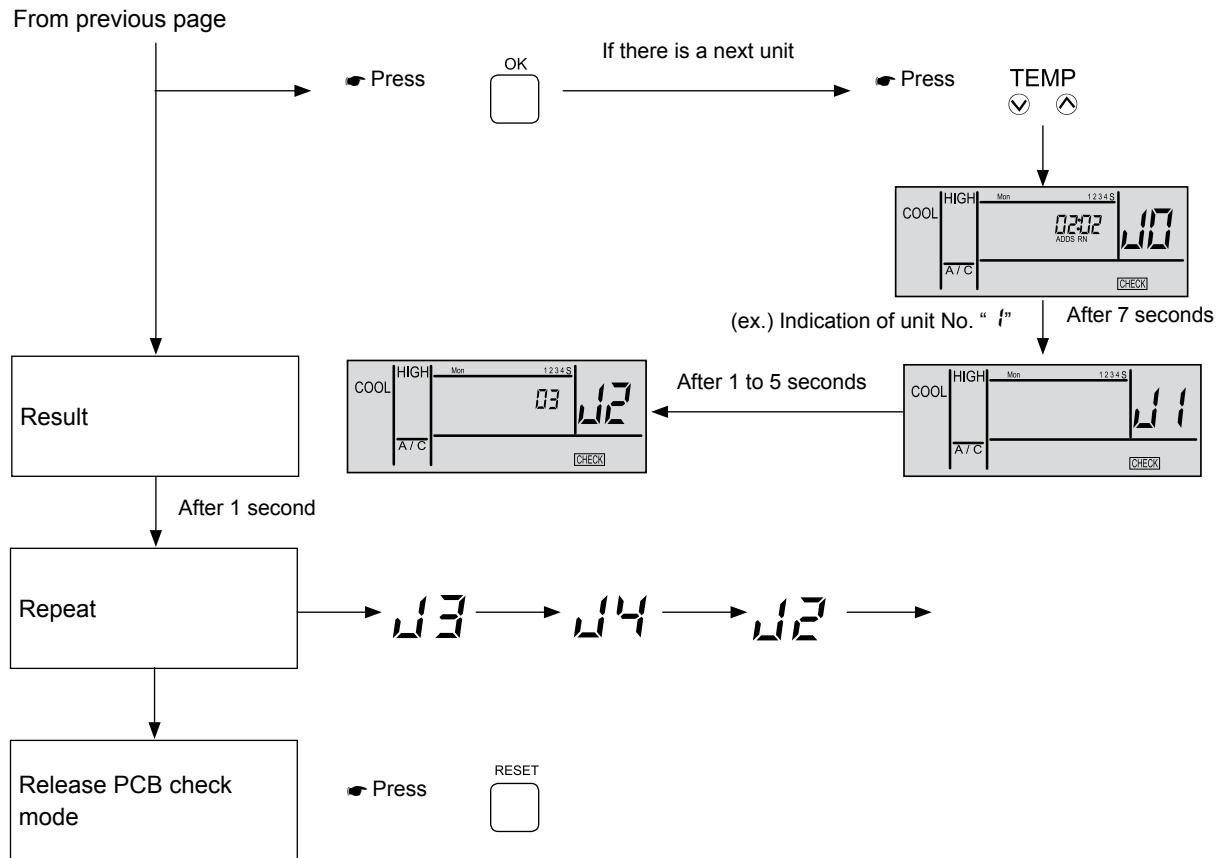 From previous page
☛ Press
OK
If there is a next unit
☛ Press
TEMP
COOL
HIGH
Mon
1 2 3 4 S
02:02
ADDS RN
J0
A / C
CHECK
(ex.) Indication of unit No. “ 1”
After 7 seconds
COOL
HIGH
Mon
1 2 3 4 S
J1
A / C
CHECK
After 1 to 5 seconds
COOL
HIGH
Mon
1 2 3 4 S
03
J2
A / C
CHECK
Result
After 1 second
Repeat
J3
J4
J2
Release PCB check
mode
☛ Press
RESET